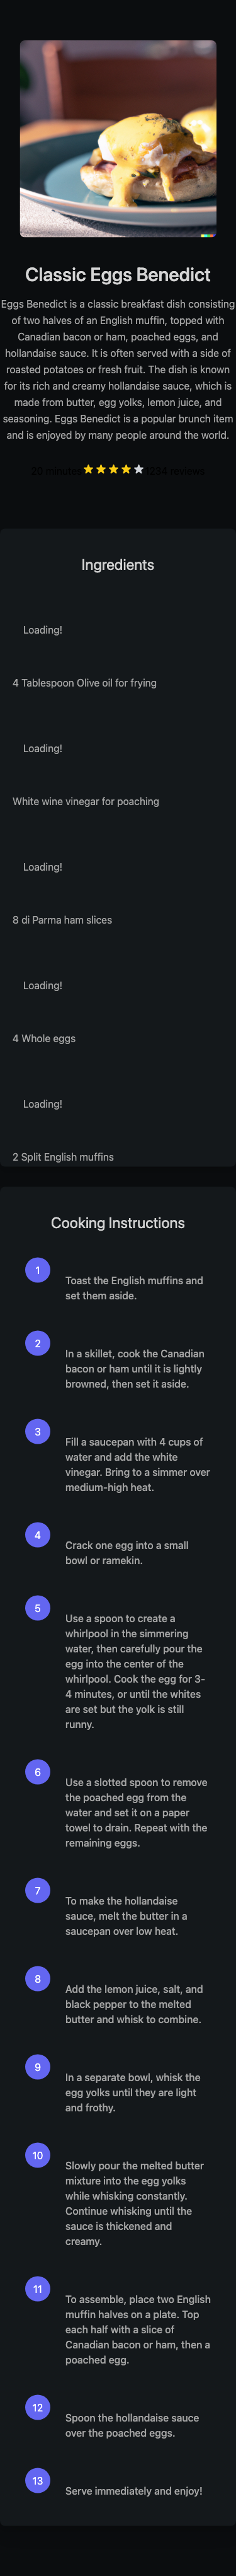 Classic Eggs Benedict
Eggs Benedict is a classic breakfast dish consisting
of two halves of an English muffin, topped with
Canadian bacon or ham, poached eggs, and
hollandaise sauce. It is often served with a side of
roasted potatoes or fresh fruit. The dish is known
for its rich and creamy hollandaise sauce, which is
made from butter, egg yolks, lemon juice, and
seasoning. Eggs Benedict is a popular brunch item
and is enjoyed by many people around the world.
20 minutes 1234 reviews
Ingredients
Loading!
4 Tablespoon Olive oil for frying
Loading!
White wine vinegar for poaching
Loading!
8 di Parma ham slices
Loading!
4 Whole eggs
Loading!
2 Split English muffins
Cooking Instructions
1
Toast the English muffins and
set them aside.
2
In a skillet, cook the Canadian
bacon or ham until it is lightly
browned, then set it aside.
3
Fill a saucepan with 4 cups of
water and add the white
vinegar. Bring to a simmer over
medium-high heat.
4
Crack one egg into a small
bowl or ramekin.
5
Use a spoon to create a
whirlpool in the simmering
water, then carefully pour the
egg into the center of the
whirlpool. Cook the egg for 3-
4 minutes, or until the whites
are set but the yolk is still
runny.
6
Use a slotted spoon to remove
the poached egg from the
water and set it on a paper
towel to drain. Repeat with the
remaining eggs.
7
To make the hollandaise
sauce, melt the butter in a
saucepan over low heat.
8
Add the lemon juice, salt, and
black pepper to the melted
butter and whisk to combine.
9
In a separate bowl, whisk the
egg yolks until they are light
and frothy.
10
Slowly pour the melted butter
mixture into the egg yolks
while whisking constantly.
Continue whisking until the
sauce is thickened and
creamy.
11
To assemble, place two English
muffin halves on a plate. Top
each half with a slice of
Canadian bacon or ham, then a
poached egg.
12
Spoon the hollandaise sauce
over the poached eggs.
13
Serve immediately and enjoy!